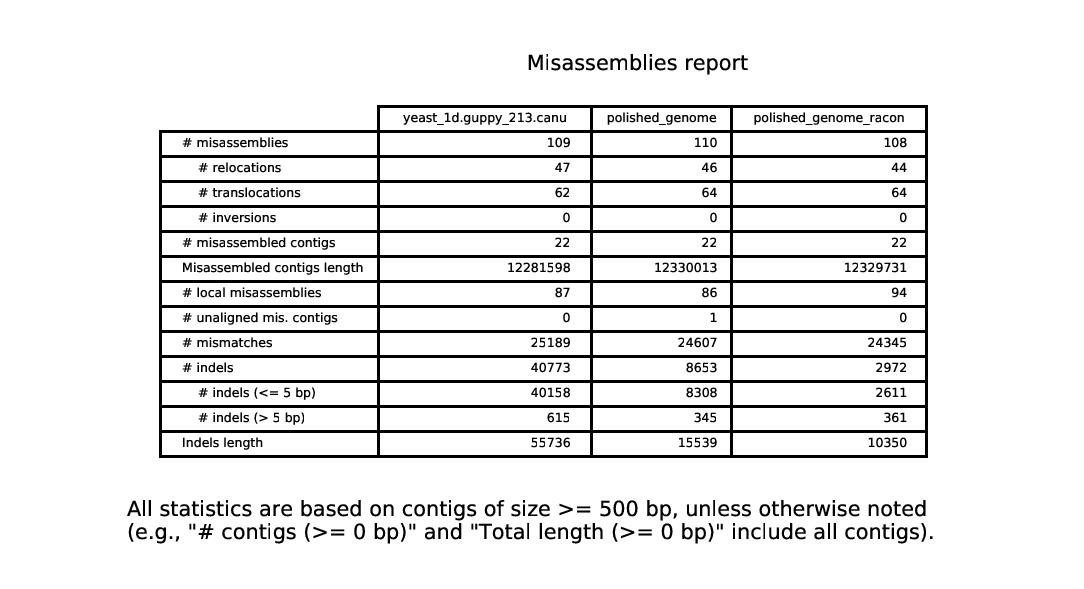 Misassemblies report
yeast_1d.guppy_213.canu polished_genome polished_genome_racon
# misassemblies 109 110 108
# relocations 47 46 44
# translocations 62 64 64
# inversions 0 0 0
# misassembled contigs 22 22 22
Misassembled contigs length 12281598 12330013 12329731
# local misassemblies 87 86 94
# unaligned mis. contigs 0 1 0
# mismatches 25189 24607 24345
# indels 40773 8653 2972
# indels (<= 5 bp) 40158 8308 2611
# indels (> 5 bp) 615 345 361
Indels length 55736 15539 10350
All statistics are based on contigs of size >= 500 bp, unless otherwise noted
(e.g., "# contigs (>= 0 bp)" and "Total length (>= 0 bp)" include all contigs).